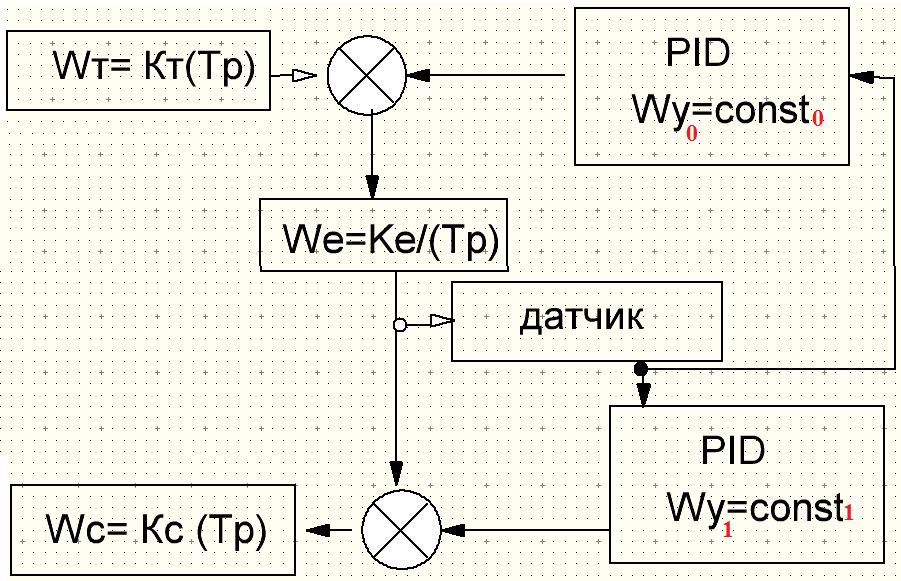 Wт= Кт(Тр)
PID
Wy₀=const₀
We=Ke/(Tp)
датчик
PID
Wy₁=const₁
Wc= Кс (Тр)